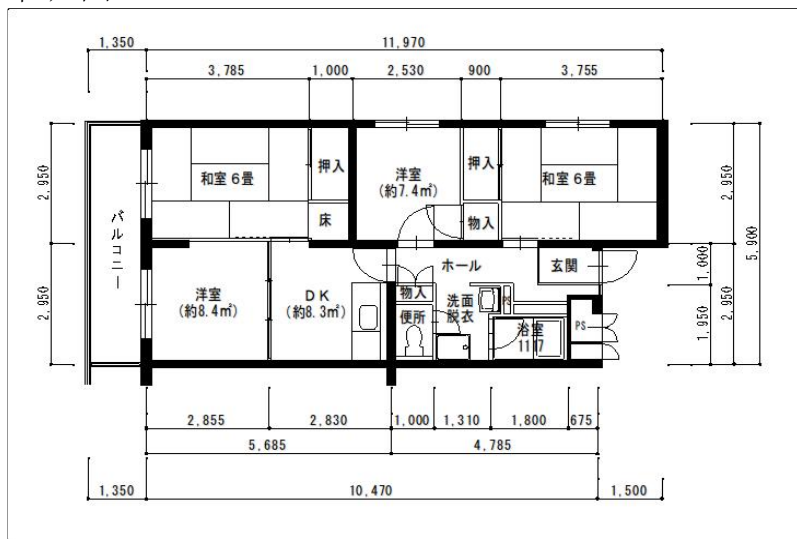 1,350
11,970
3,785
1,000
2,530
900
3,755
和室 6畳
押入
洋室
(約7.4㎡)
押入
和室 6畳
床
物入
2,950
2,950
バルコニー
2,950
2,950
5,900
1,000
1,950
2,950
洋室
(約8.4㎡)
DK
(約8.3㎡)
ホール
玄関
物入
便所
洗面
脱衣
PS
浴室
1117
PS
2,855
2,830
1,000
1,310
1,800
675
5,685
4,785
1,350
10,470
1,500